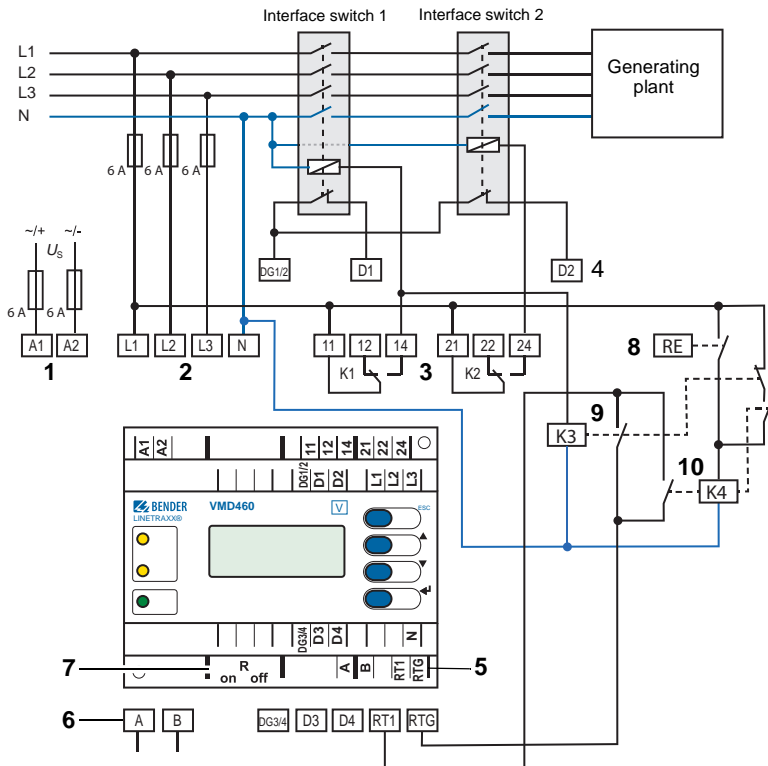 Interface switch 1 Interface switch 2
L1
L2
L3
N
Generating
plant
6 A 6 A 6 A
~/+ ~/-
Us
6 A 6 A
DG1/2 D1 D2 4
A1 A2 L1 L2 L3 N 11 12 14 21 22 24
1 2 K1 3 K2
8 RE
9
K3
10
K4
A1 A2 11 12 14 21 22 24
DG1/2 D1 D2 L1 L2 L3
BENDER
LINETRAXX®
VMD460
V
ESC
DG3/4 D3 D4 N
7 R
on off
A B RT1 RTG
5
6 A B DG3/4 D3 D4 RT1 RTG